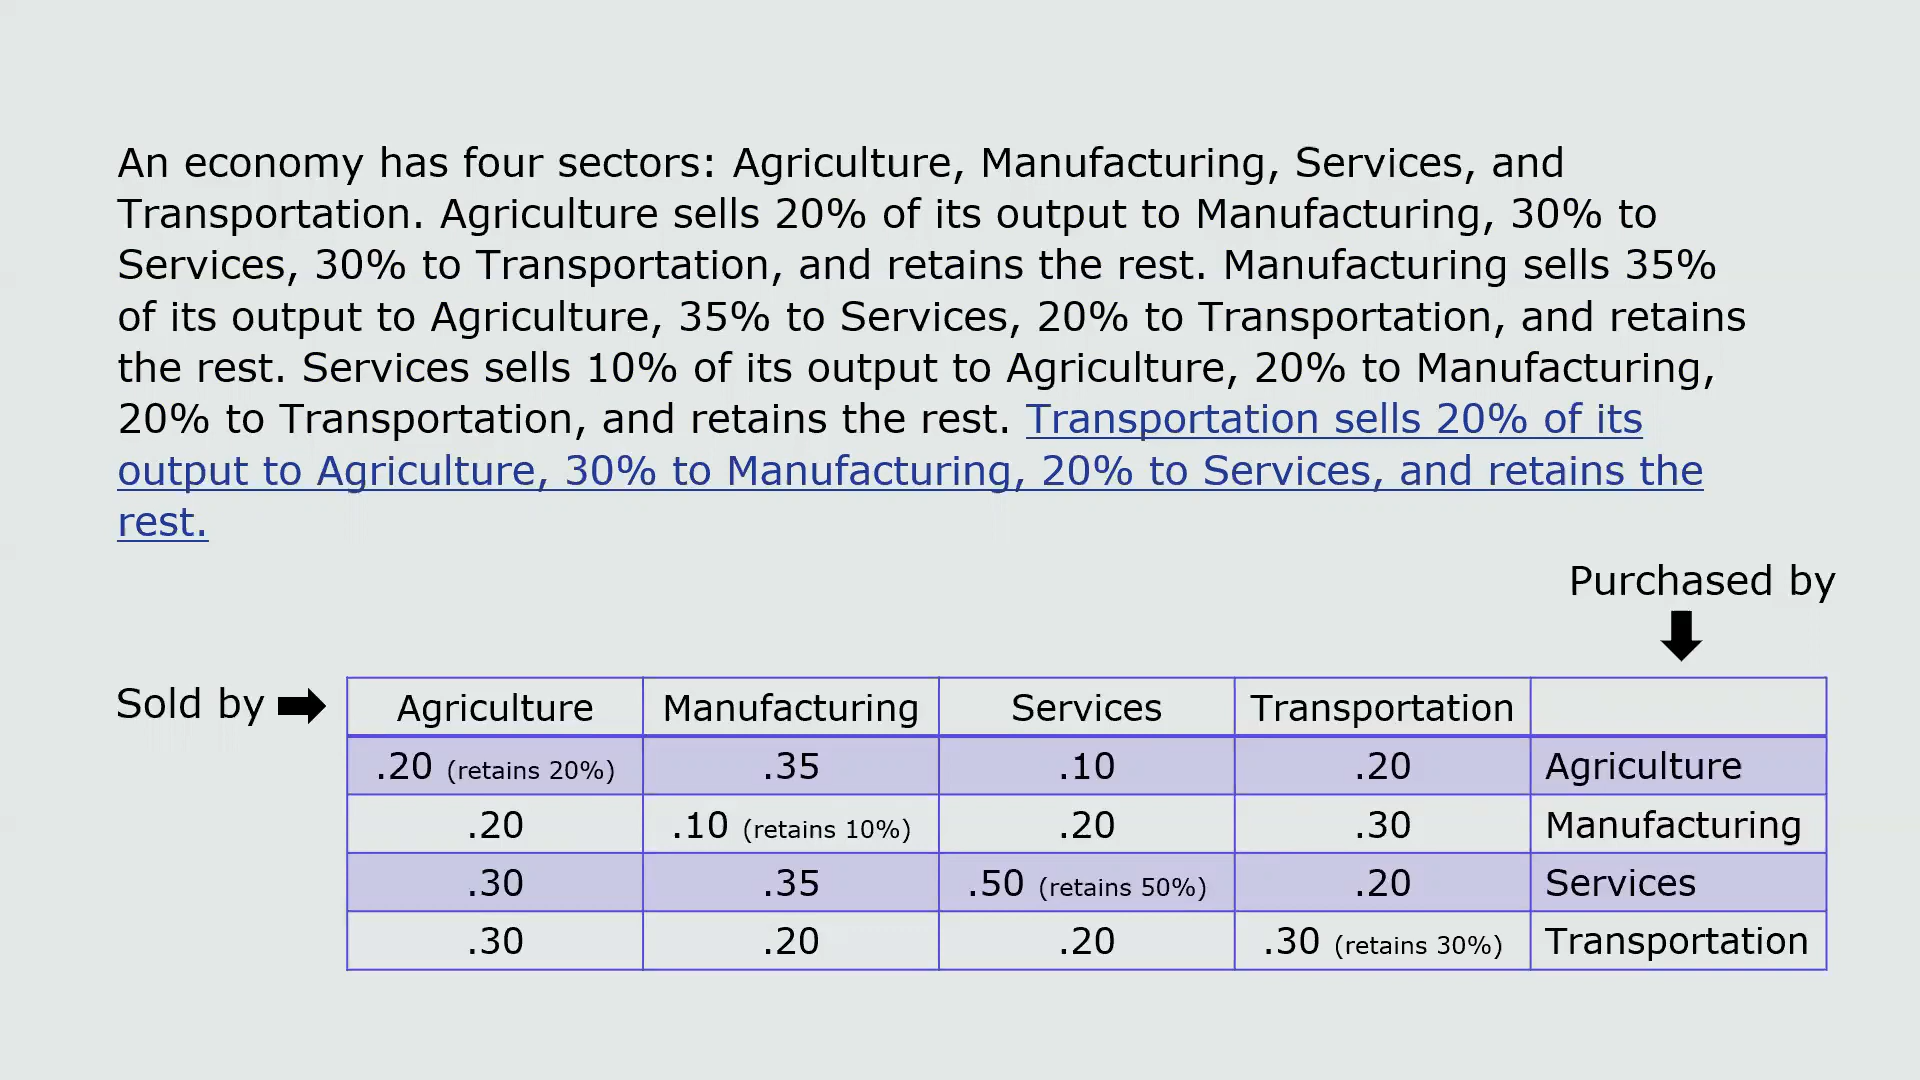 An economy has four sectors: Agriculture, Manufacturing, Services, and
Transportation. Agriculture sells 20% of its output to Manufacturing, 30% to
Services, 30% to Transportation, and retains the rest. Manufacturing sells 35%
of its output to Agriculture, 35% to Services, 20% to Transportation, and retains
the rest. Services sells 10% of its output to Agriculture, 20% to Manufacturing,
20% to Transportation, and retains the rest. Transportation sells 20% of its
output to Agriculture, 30% to Manufacturing, 20% to Services, and retains the
rest.
Purchased by
Sold by Agriculture Manufacturing Services Transportation
.20 (retains 20%) .35 .10 .20 Agriculture
.20 .10 (retains 10%) .20 .30 Manufacturing
.30 .35 .50 (retains 50%) .20 Services
.30 .20 .20 .30 (retains 30%) Transportation